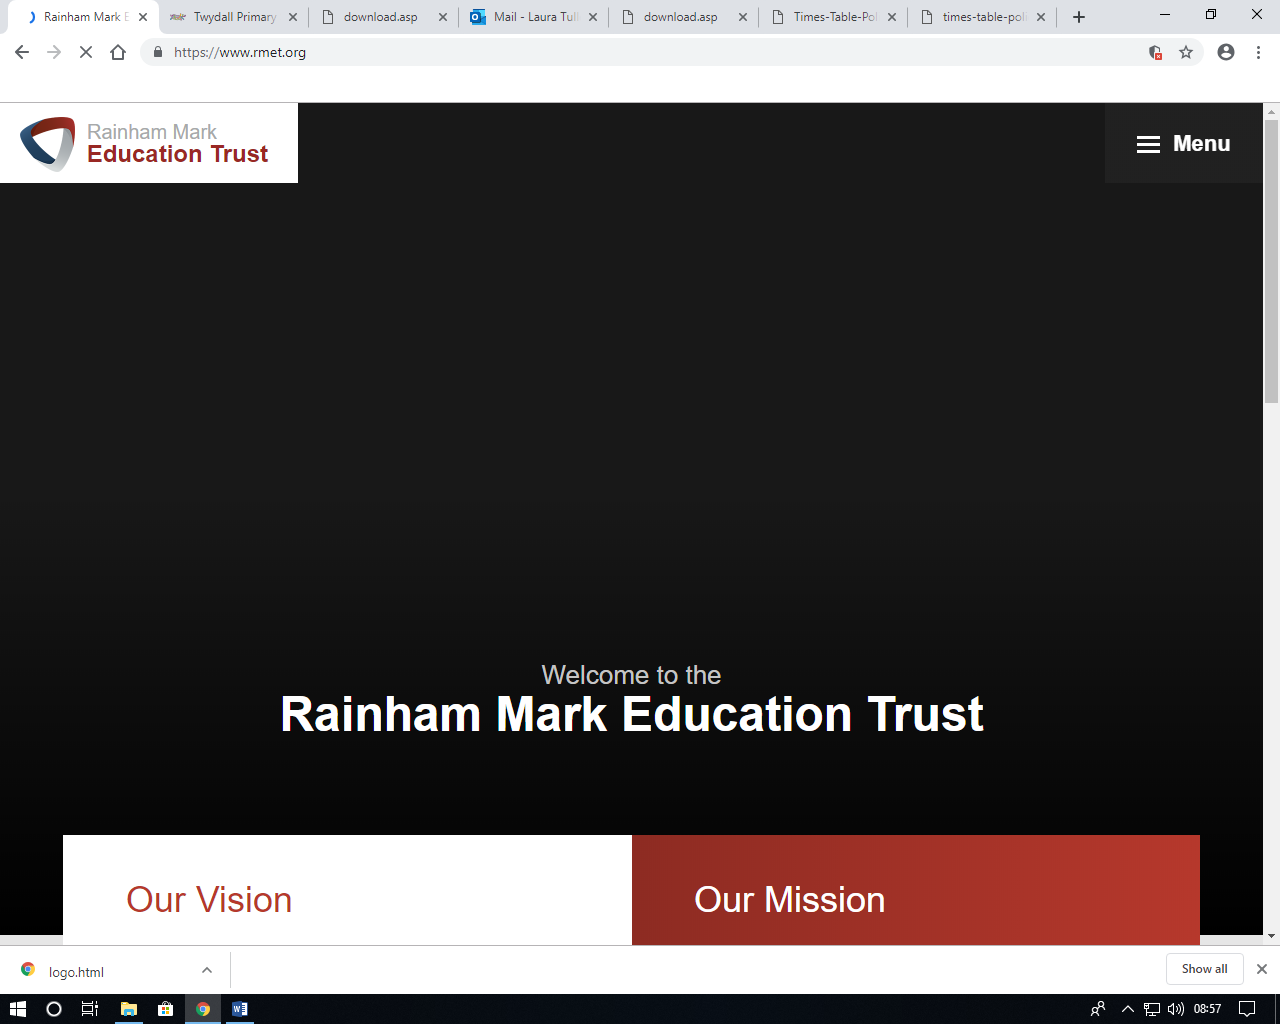 Rainham Mark E
Twydall Primary
download.asp
Mail - Laura Tull
download.asp
Times-Table-Pol
times-table-poli
https://www.rmet.org
Rainham Mark
Education Trust
Menu
Welcome to the
Rainham Mark Education Trust
Our Vision
Our Mission
logo.html
Show all
08:57